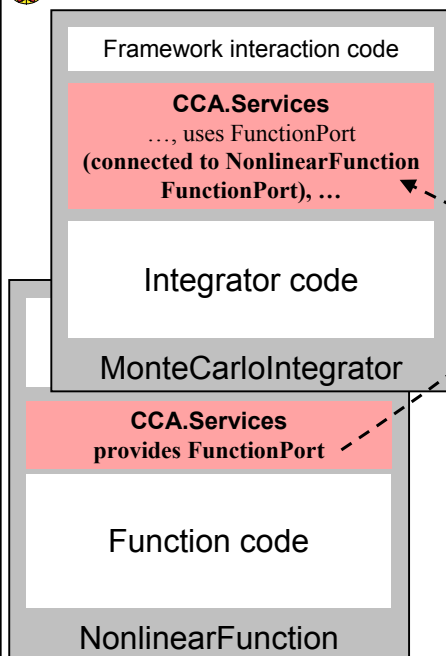 Framework interaction code
CCA.Services
…, uses FunctionPort
(connected to NonlinearFunction
FunctionPort), …
Integrator code
MonteCarloIntegrator
CCA.Services
provides FunctionPort
Function code
NonlinearFunction